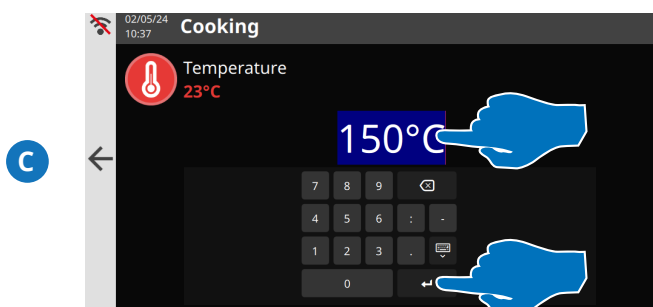 02/05/24
10:37
Cooking
Temperature
23°C
C
150°C
7 8 9
4 5 6 : -
1 2 3 .
0